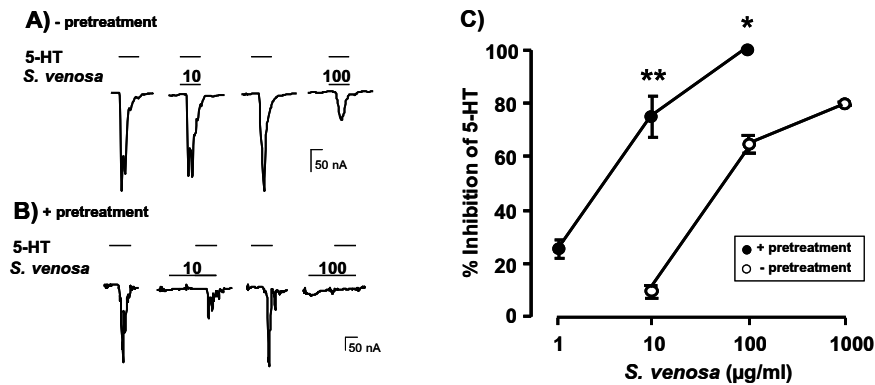 A) - pretreatment
5-HT
S. venosa 10 100
50 nA
B) + pretreatment
5-HT
S. venosa 10 100
50 nA
C)
% Inhibition of 5-HT
100
80
60
40
20
0
** *
+ pretreatment
- pretreatment
1 10 100 1000
S. venosa (µg/ml)